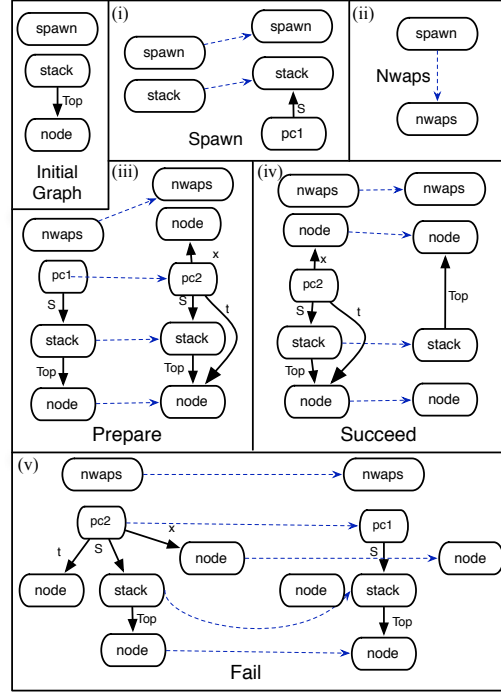 spawn
stack
Top
node
Initial
Graph
(i)
spawn
spawn
stack
stack
S
pc1
Spawn
(ii)
spawn
Nwaps
nwaps
(iii)
nwaps
nwaps
node
x
pc1
pc2
S
S
t
stack
stack
Top
Top
node
node
Prepare
(iv)
nwaps
nwaps
node
node
x
pc2
S
t
Top
stack
stack
Top
node
node
Succeed
(v)
nwaps
nwaps
pc2
pc1
t
S
x
S
node
node
node
stack
node
stack
Top
Top
node
node
Fail